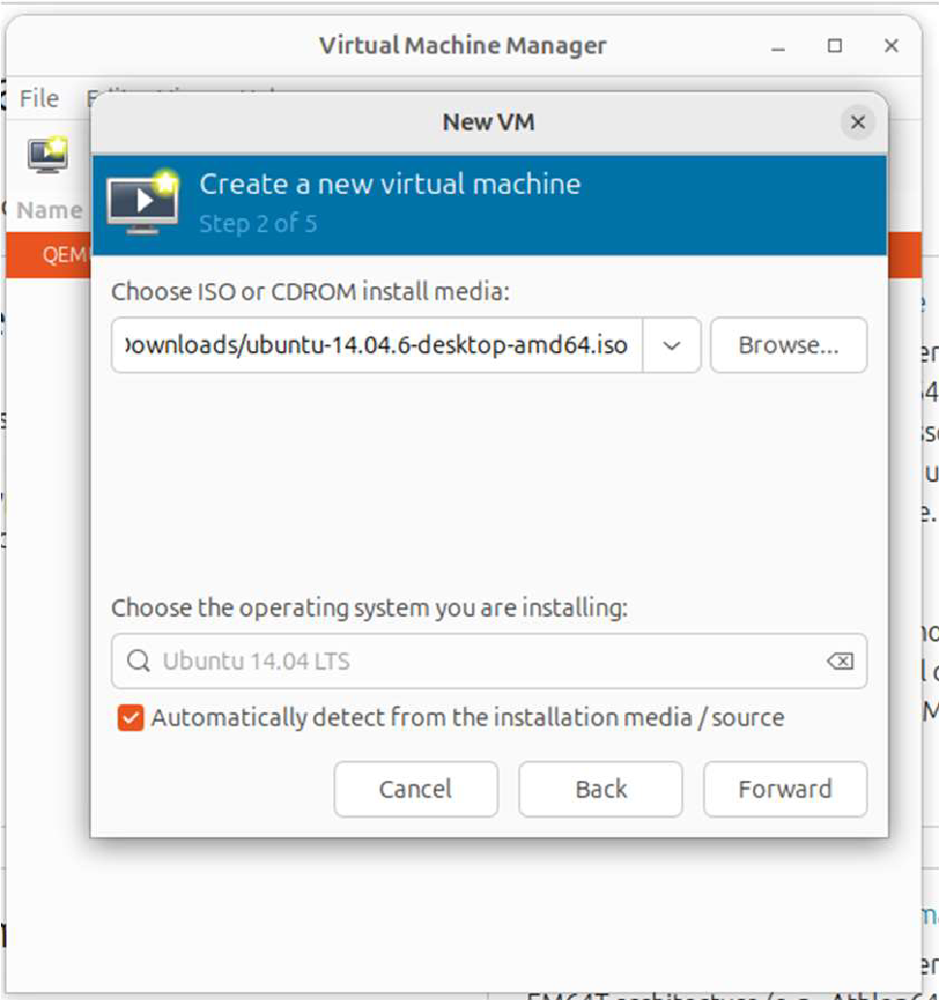 Virtual Machine Manager
File
New VM
Create a new virtual machine
Step 2 of 5
Name
QEM
Choose ISO or CDROM install media:
ownloads/ubuntu-14.04.6-desktop-amd64.iso
Browse...
Choose the operating system you are installing:
Ubuntu 14.04 LTS
Automatically detect from the installation media / source
Cancel
Back
Forward